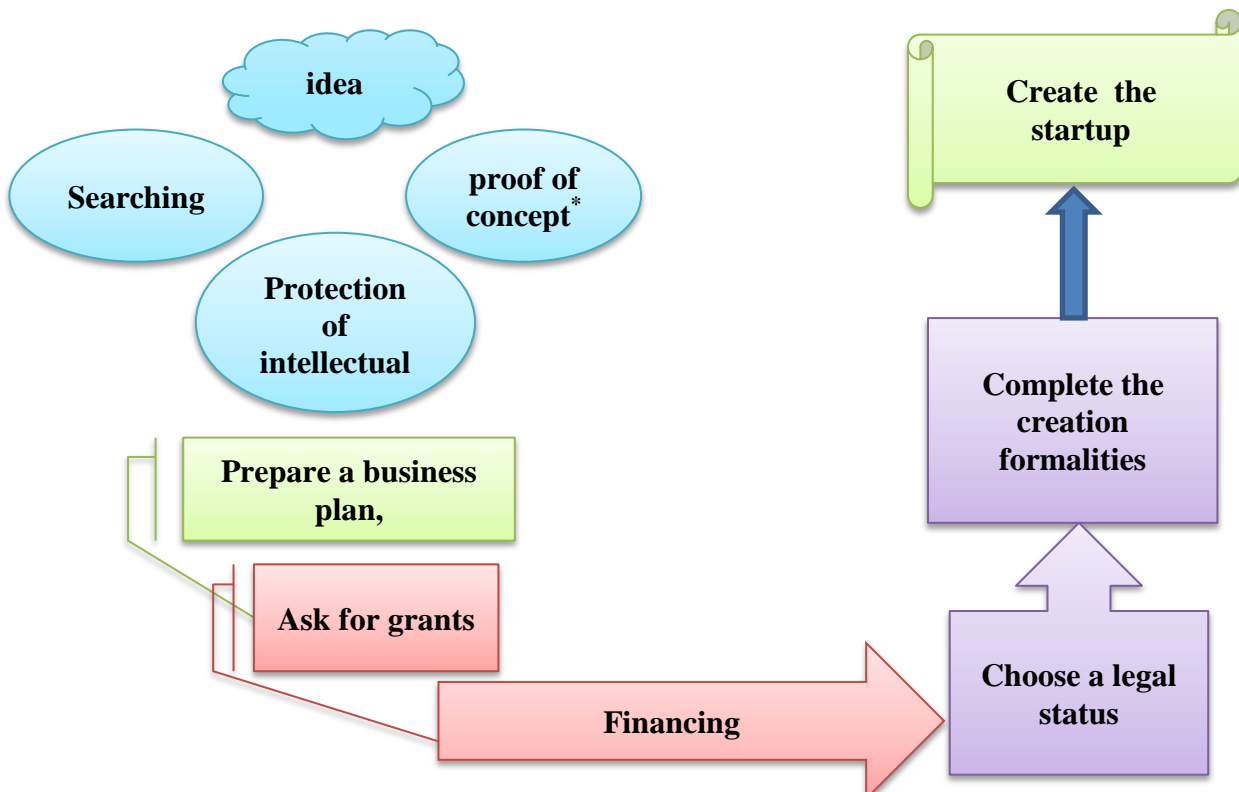 idea
Searching
proof of
concept*
Protection
of
intellectual
Prepare a business
plan,
Ask for grants
Financing
Choose a legal
status
Complete the
creation
formalities
Create the
startup